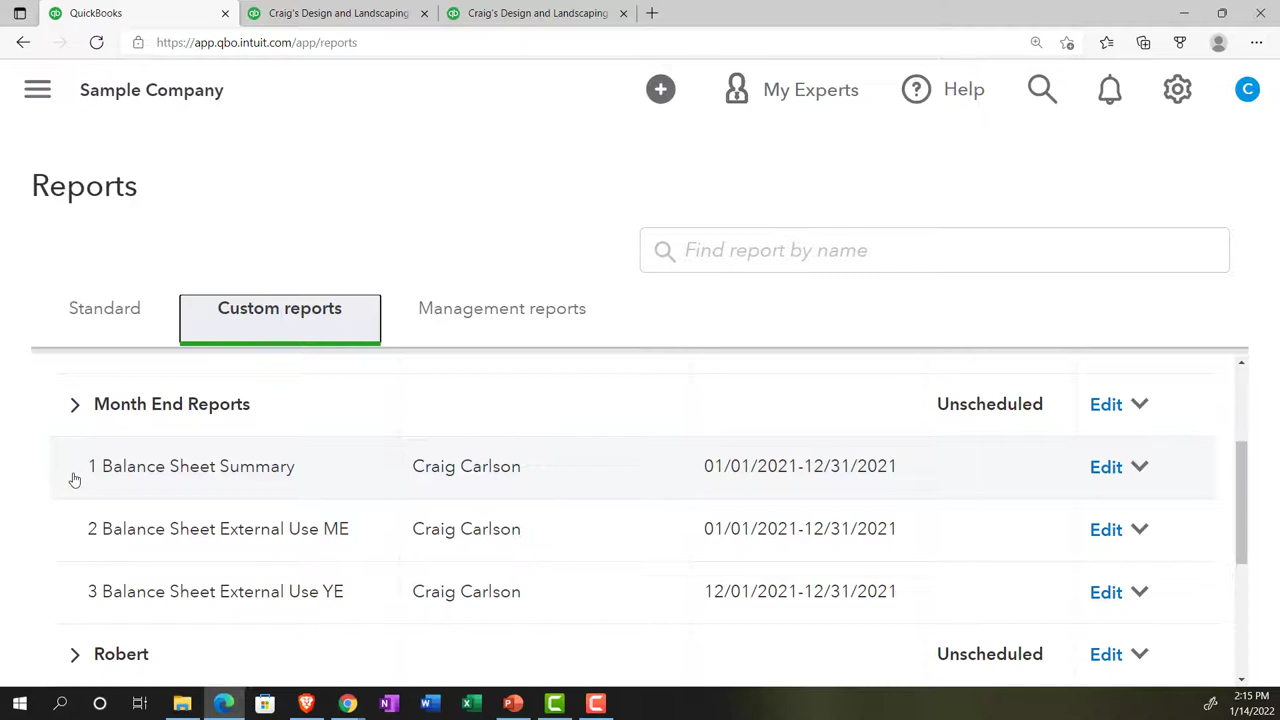 QuickBooks
Craig's Design and Landscaping
Craig's Design and Landscaping
https://app.qbo.intuit.com/app/reports
Sample Company
My Experts
Help
C
Reports
Find report by name
Standard
Custom reports
Management reports
Month End Reports Unscheduled Edit
1 Balance Sheet Summary Craig Carlson 01/01/2021-12/31/2021 Edit
2 Balance Sheet External Use ME Craig Carlson 01/01/2021-12/31/2021 Edit
3 Balance Sheet External Use YE Craig Carlson 12/01/2021-12/31/2021 Edit
Robert Unscheduled Edit
2:15 PM
1/14/2022